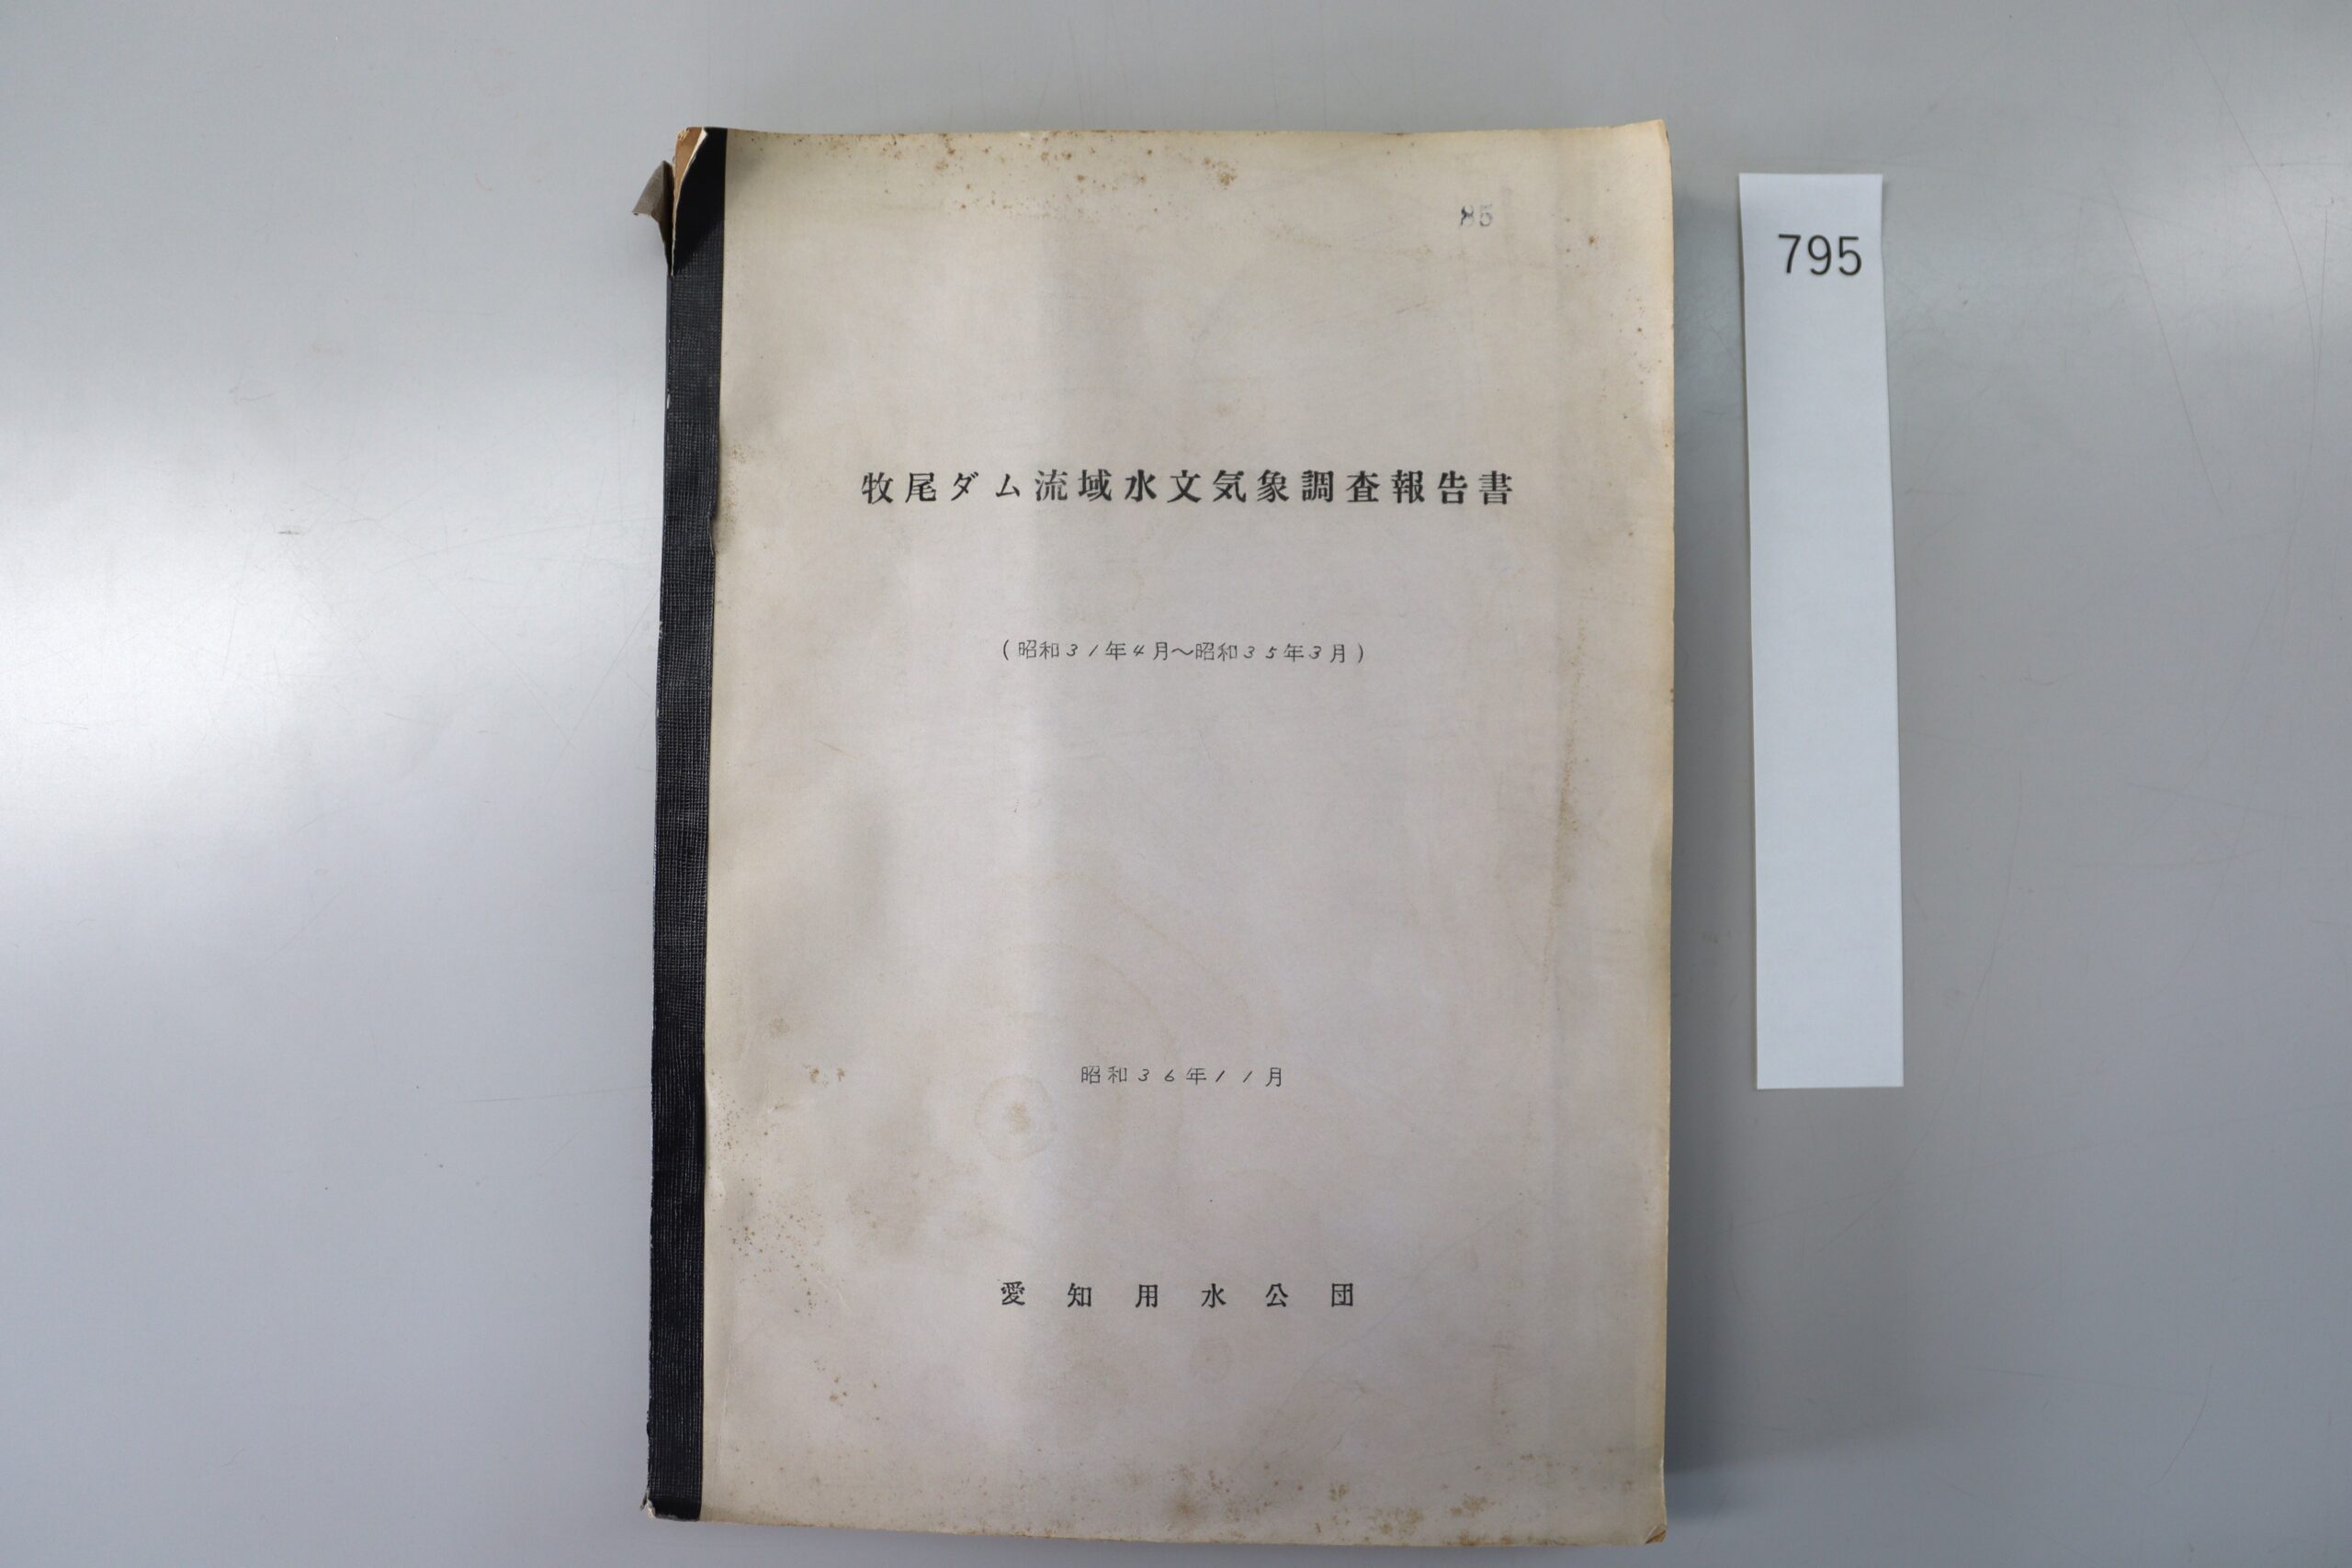 85
795
牧尾ダム流域水文気象調査報告書
(昭和31年4月～昭和35年3月)
昭和36年11月
愛知用水公団